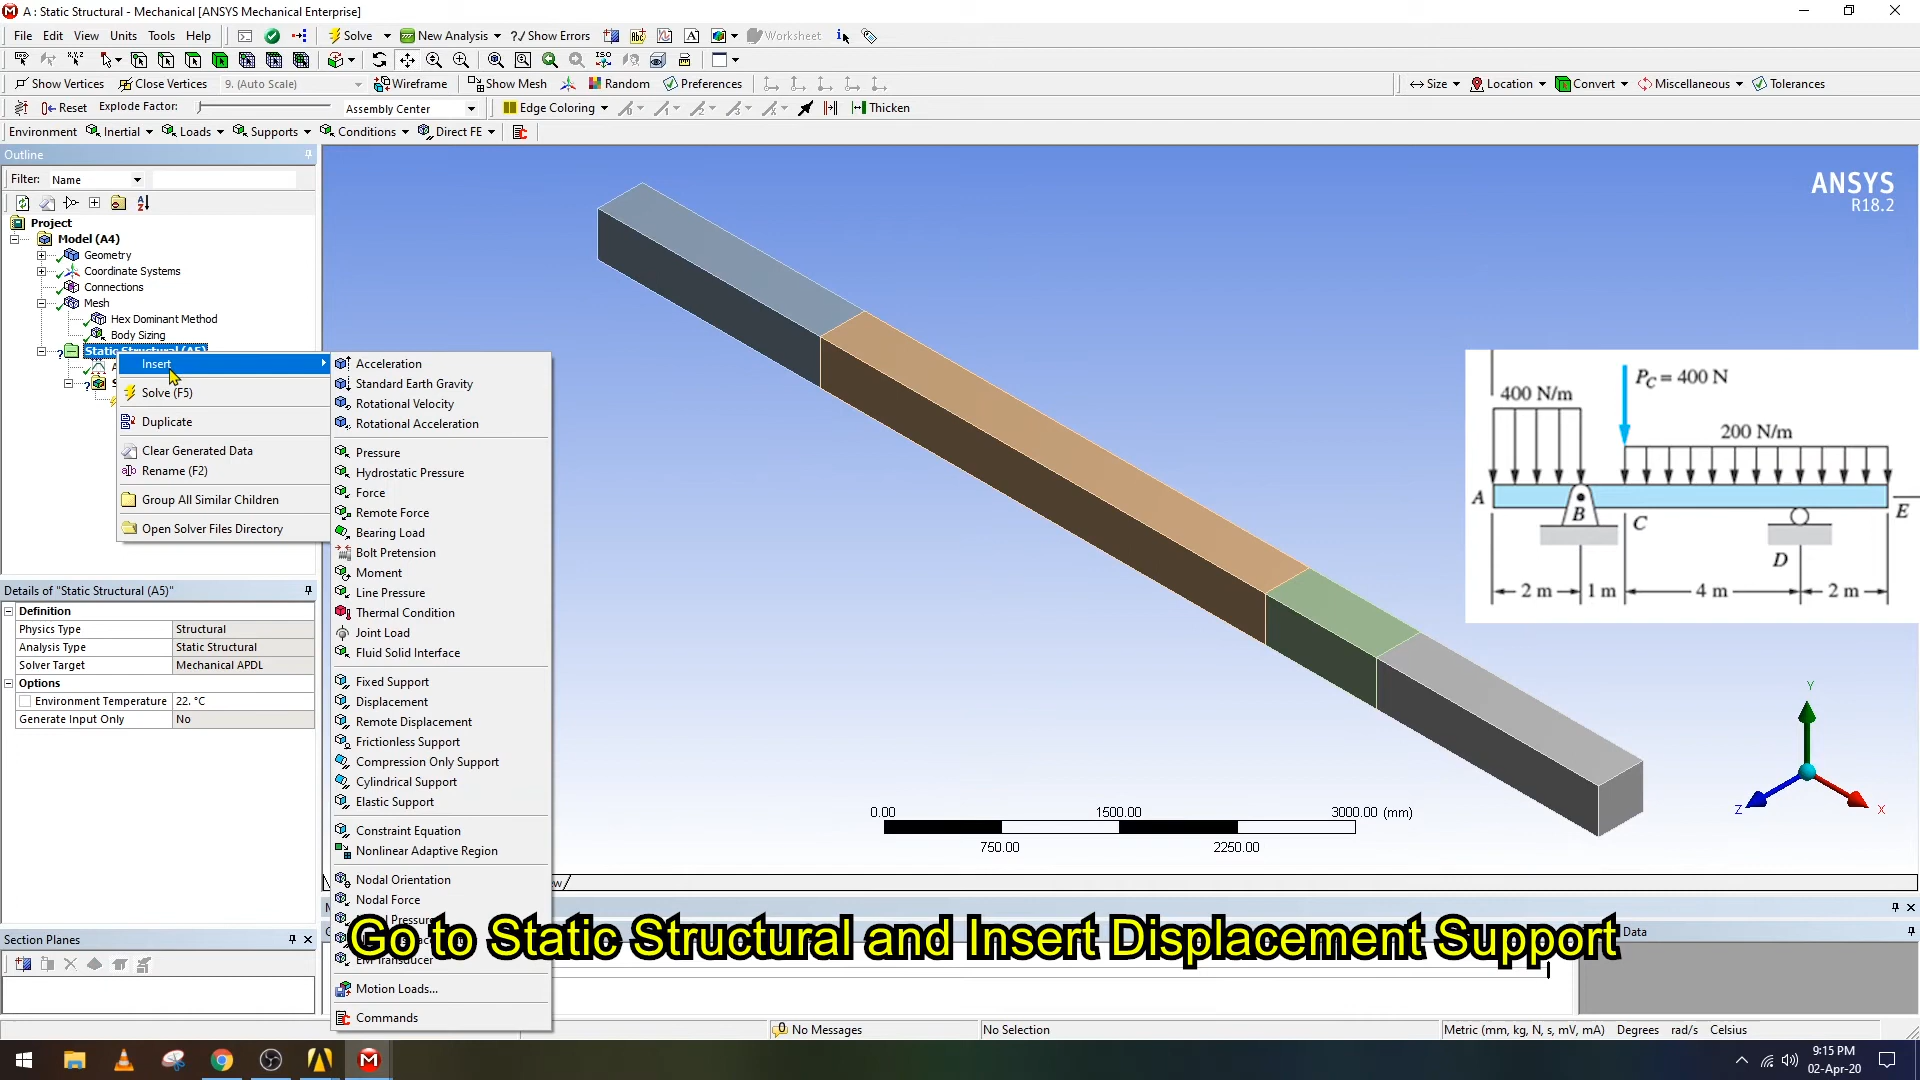 A : Static Structural - Mechanical [ANSYS Mechanical Enterprise]
File Edit View Units Tools Help Solve New Analysis ?/Show Errors Worksheet
Show Vertices Close Vertices 9. (Auto Scale) Wireframe Show Mesh Random Preferences Size Location Convert Miscellaneous Tolerances
Reset Explode Factor: Assembly Center Edge Coloring Thicken
Environment Inertial Loads Supports Conditions Direct FE
Outline
Filter: Name
Project
Model (A4)
Geometry
Coordinate Systems
Connections
Mesh
Hex Dominant Method
Body Sizing
Static Structural (A5)
Insert
Solve (F5)
Duplicate
Clear Generated Data
Rename (F2)
Group All Similar Children
Open Solver Files Directory
Acceleration
Standard Earth Gravity
Rotational Velocity
Rotational Acceleration
Pressure
Hydrostatic Pressure
Force
Remote Force
Bearing Load
Bolt Pretension
Moment
Line Pressure
Thermal Condition
Joint Load
Fluid Solid Interface
Fixed Support
Displacement
Remote Displacement
Frictionless Support
Compression Only Support
Cylindrical Support
Elastic Support
Constraint Equation
Nonlinear Adaptive Region
Nodal Orientation
Nodal Force
EM Transducer
Motion Loads...
Commands
Details of "Static Structural (A5)"
Definition
Physics Type Structural
Analysis Type Static Structural
Solver Target Mechanical APDL
Options
Environment Temperature 22. °C
Generate Input Only No
Section Planes
ANSYS
R18.2
400 N/m
PC = 400 N
200 N/m
A B C D E
2 m 1 m 4 m 2 m
Y
Z X
0.00 1500.00 3000.00 (mm)
750.00 2250.00
Data
Go to Static Structural and Insert Displacement Support
No Messages No Selection Metric (mm, kg, N, s, mV, mA) Degrees rad/s Celsius
9:15 PM
02-Apr-20